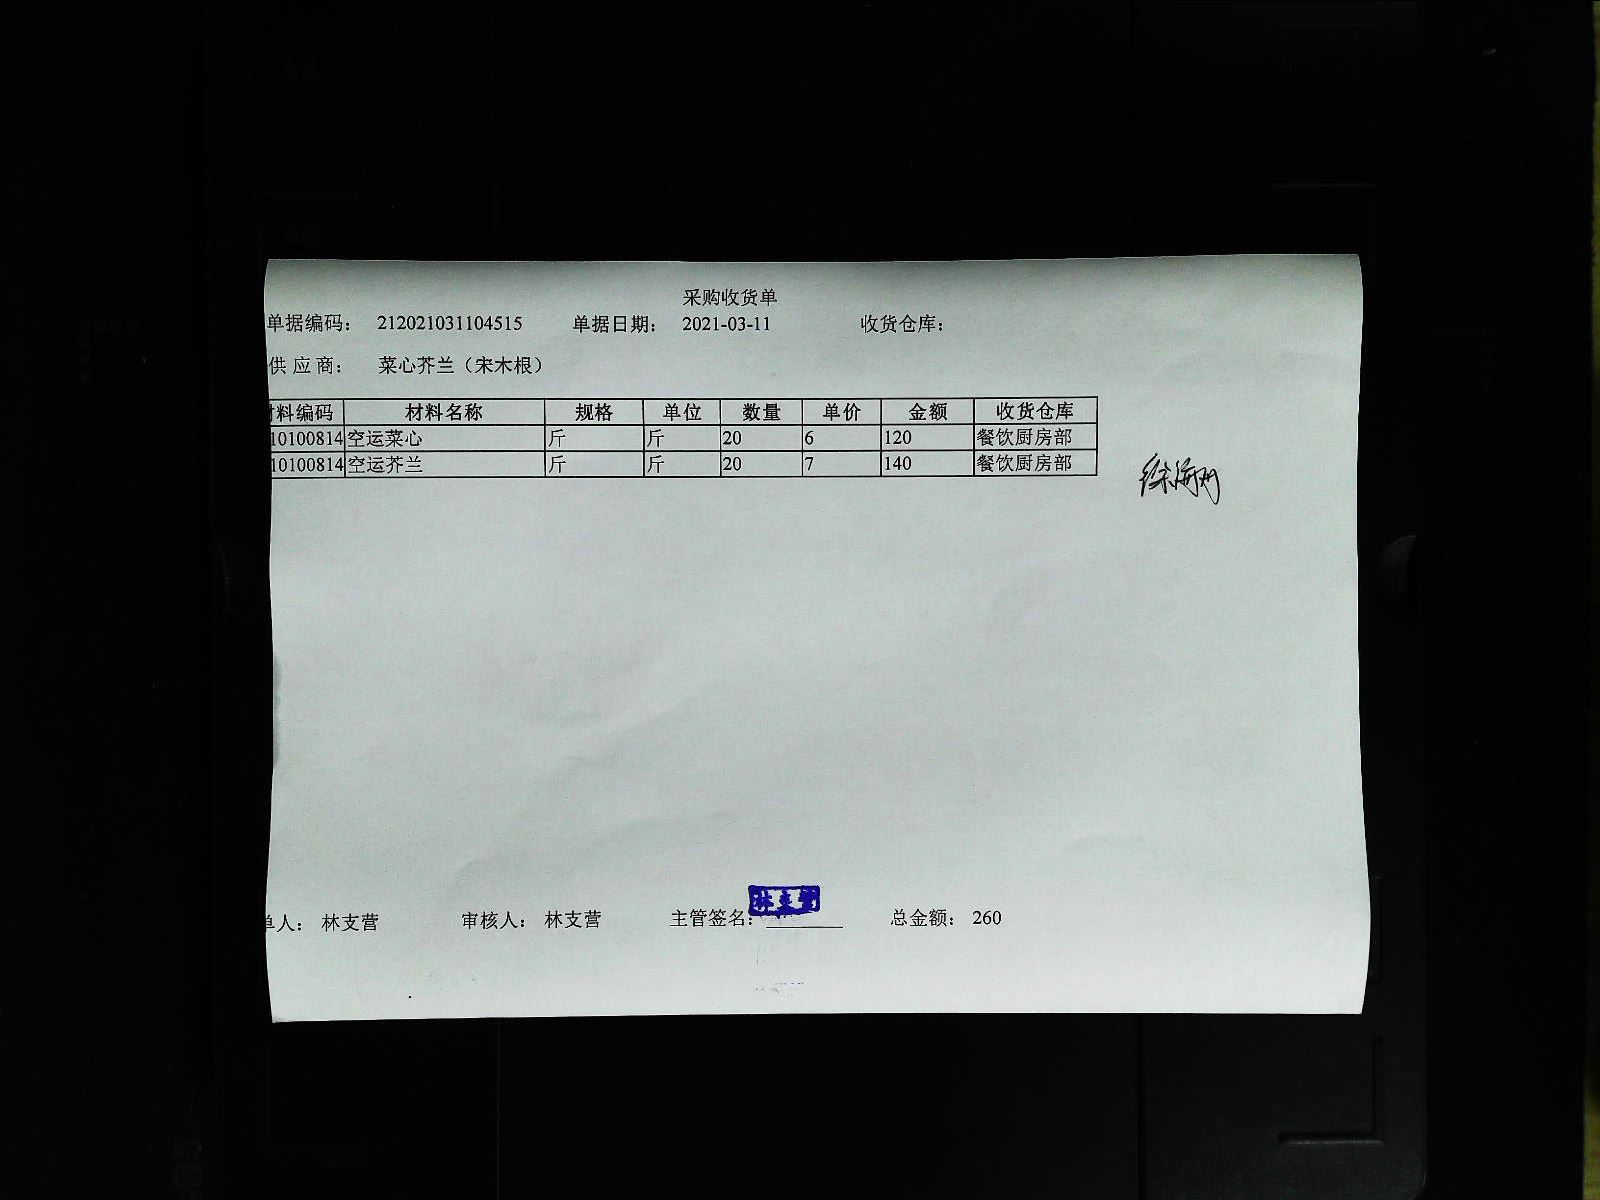 采购收货单
单据编码： 212021031104515 单据日期： 2021-03-11 收货仓库：
供应商： 菜心芥兰（宋木根）
材料编码 材料名称 规格 单位 数量 单价 金额 收货仓库
10100814 空运菜心 斤 斤 20 6 120 餐饮厨房部
10100814 空运芥兰 斤 斤 20 7 140 餐饮厨房部
单人： 林支营 审核人： 林支营 主管签名： 林支营 总金额： 260